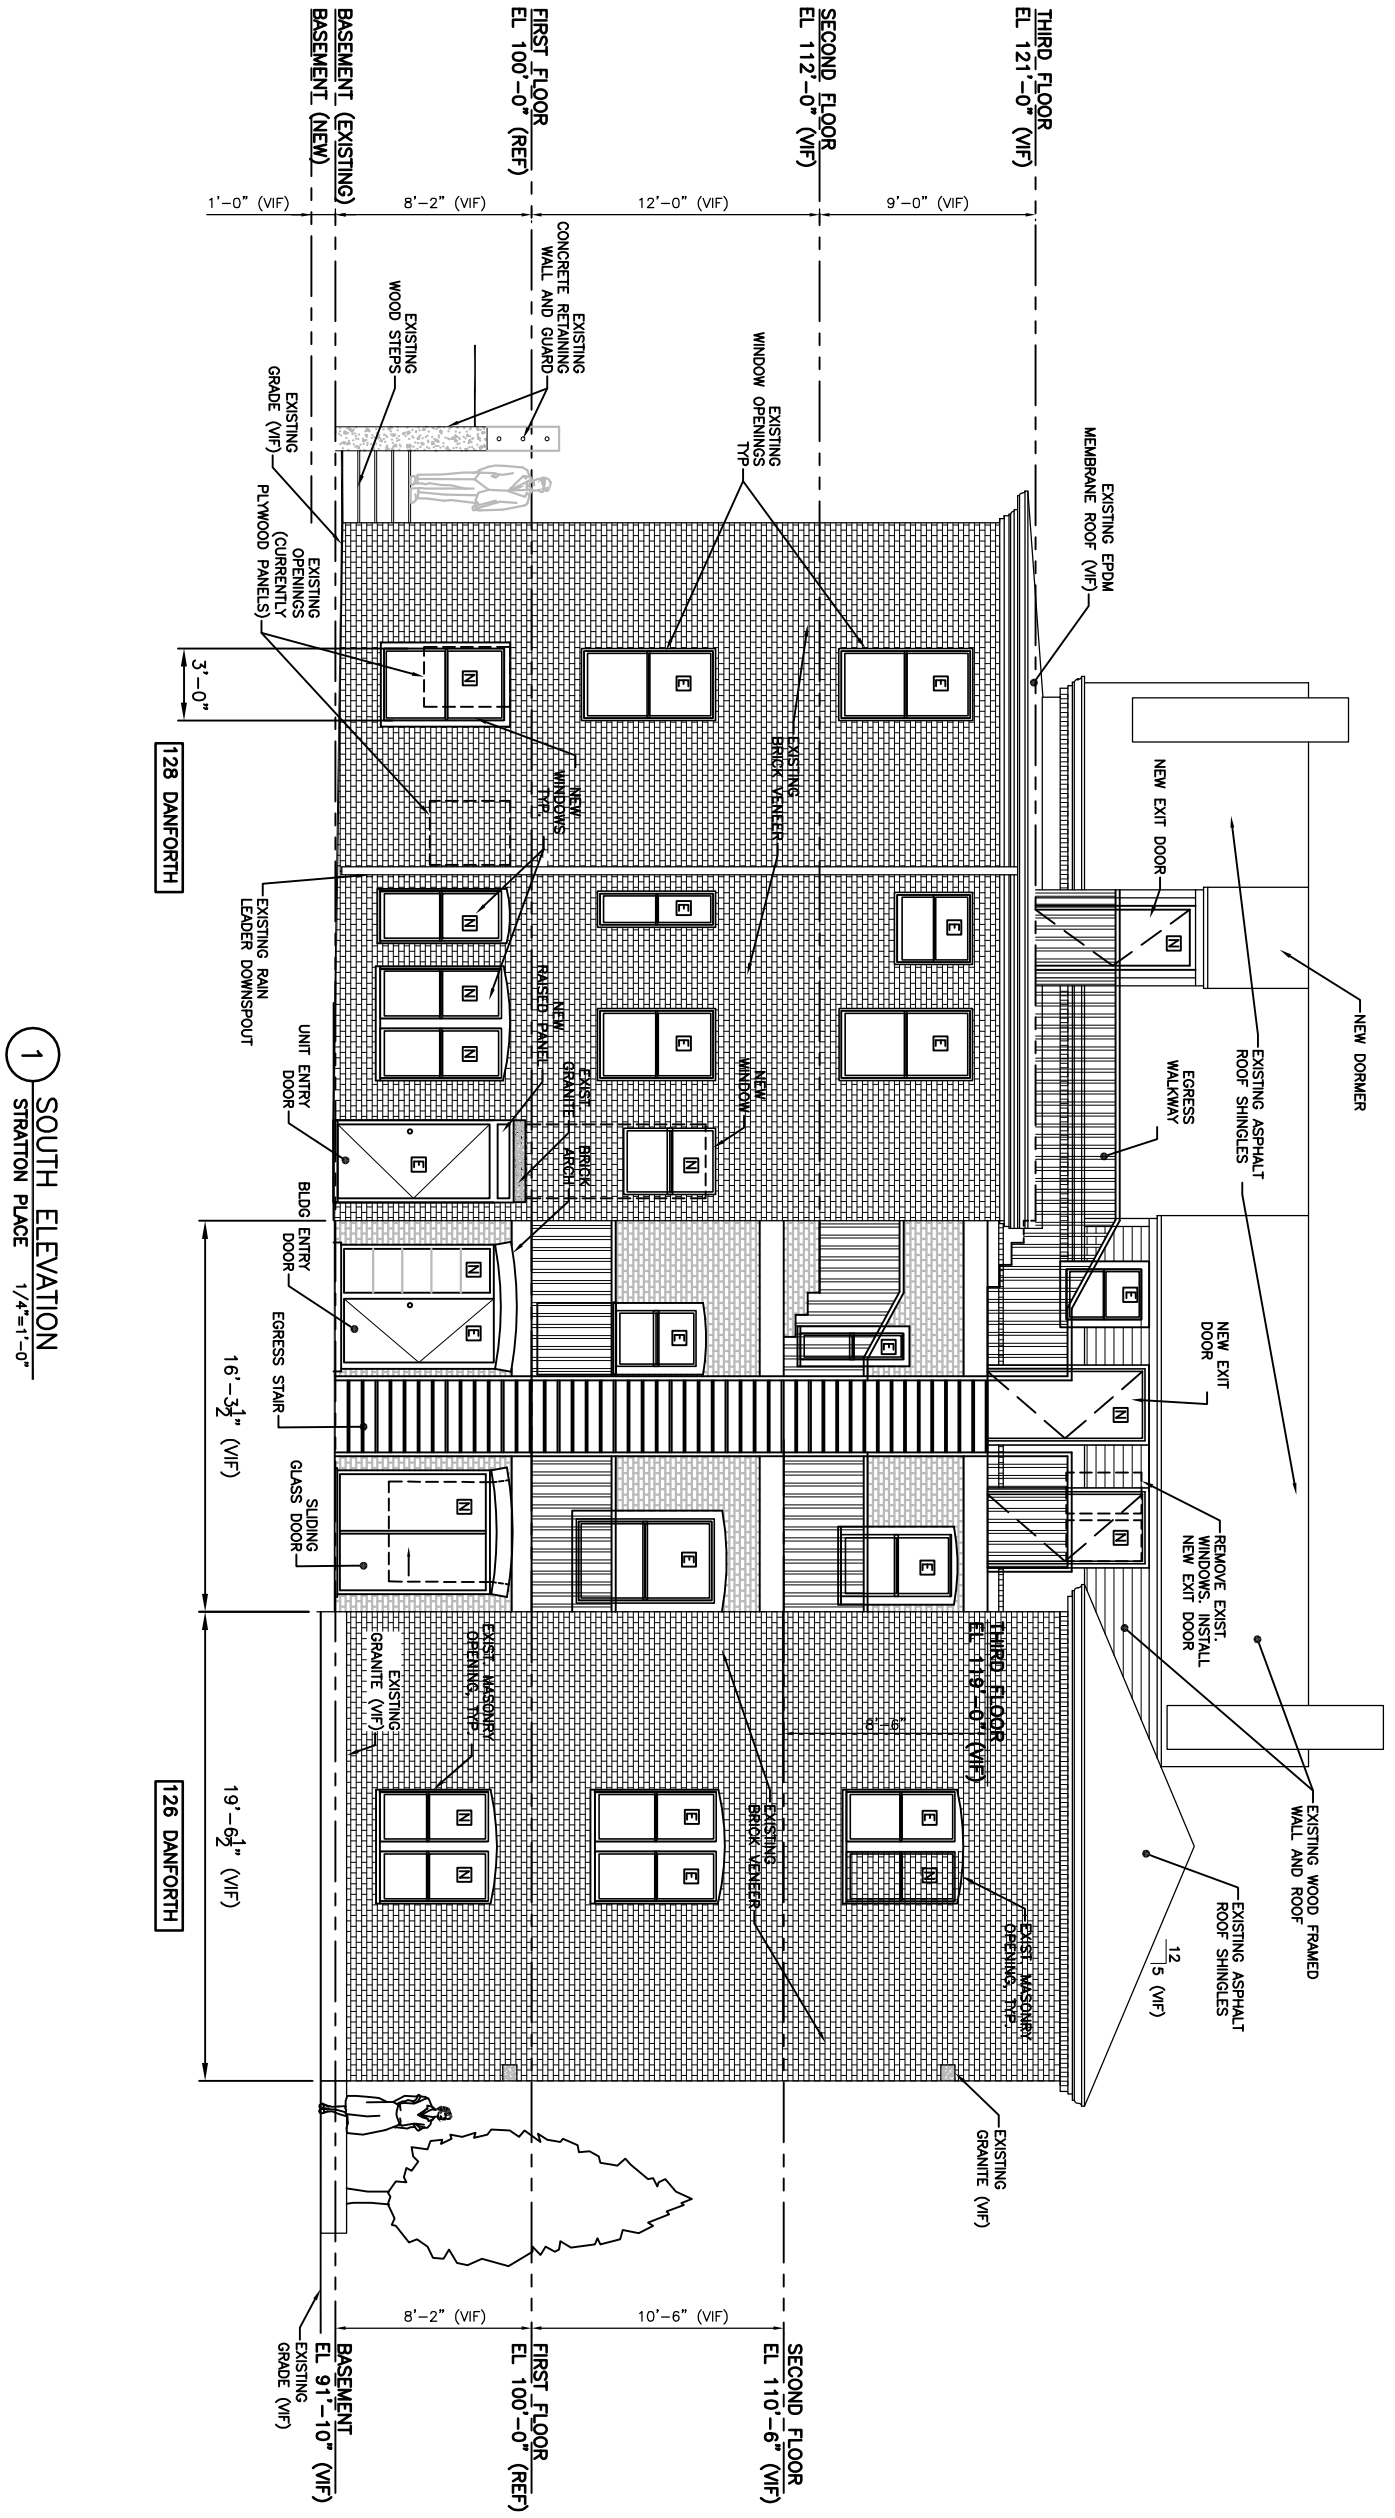 THIRD FLOOR
EL 121'-0" (VIF)
SECOND FLOOR
EL 112'-0" (VIF)
FIRST FLOOR
EL 100'-0" (REF)
BASEMENT (EXISTING)
BASEMENT (NEW)
9'-0" (VIF)
12'-0" (VIF)
8'-2" (VIF)
1'-0" (VIF)
EXISTING
CONCRETE RETAINING
WALL AND GUARD
EXISTING
WOOD STEPS
EXISTING
GRADE (VIF)
EXISTING
OPENINGS
(CURRENTLY
PLYWOOD PANELS)
EXISTING
WINDOW OPENINGS
TYP.
EXISTING EPDM
MEMBRANE ROOF (VIF)
3'-0"
128 DANFORTH
NEW EXIT DOOR
EXISTING
BRICK VENEER
NEW
WINDOWS
TYP.
EXISTING RAIN
LEADER DOWNSPOUT
NEW
RAISED PANEL
EXIST
GRANITE
BRICK
ARCH
NEW
WINDOW
UNIT ENTRY
DOOR
BLDG ENTRY
DOOR
EGRESS STAIR
SLIDING
GLASS DOOR
NEW DORMER
EXISTING ASPHALT
ROOF SHINGLES
EGRESS
WALKWAY
NEW EXIT
DOOR
REMOVE EXIST.
WINDOWS. INSTALL
NEW EXIT DOOR
EXISTING WOOD FRAMED
WALL AND ROOF
EXISTING ASPHALT
ROOF SHINGLES
12
5 (VIF)
THIRD FLOOR
EL 119'-0" (VIF)
8'-6"
EXIST. MASONRY
OPENING, TYP.
EXISTING
BRICK VENEER
EXIST. MASONRY
OPENING, TYP.
EXISTING
GRANITE (VIF)
EXISTING
GRANITE (VIF)
E
E
N
E
E
N
E
E
N
N
N
E
N
E
N
E
E
E
N
N
N
E
E
N
E
N
E
E
N
N
16'-3 1/2" (VIF)
19'-6 1/2" (VIF)
126 DANFORTH
10'-6" (VIF)
8'-2" (VIF)
SECOND FLOOR
EL 110'-6" (VIF)
FIRST FLOOR
EL 100'-0" (REF)
BASEMENT
EL 91'-10" (VIF)
EXISTING
GRADE (VIF)
1
SOUTH ELEVATION
STRATTON PLACE 1/4"=1'-0"